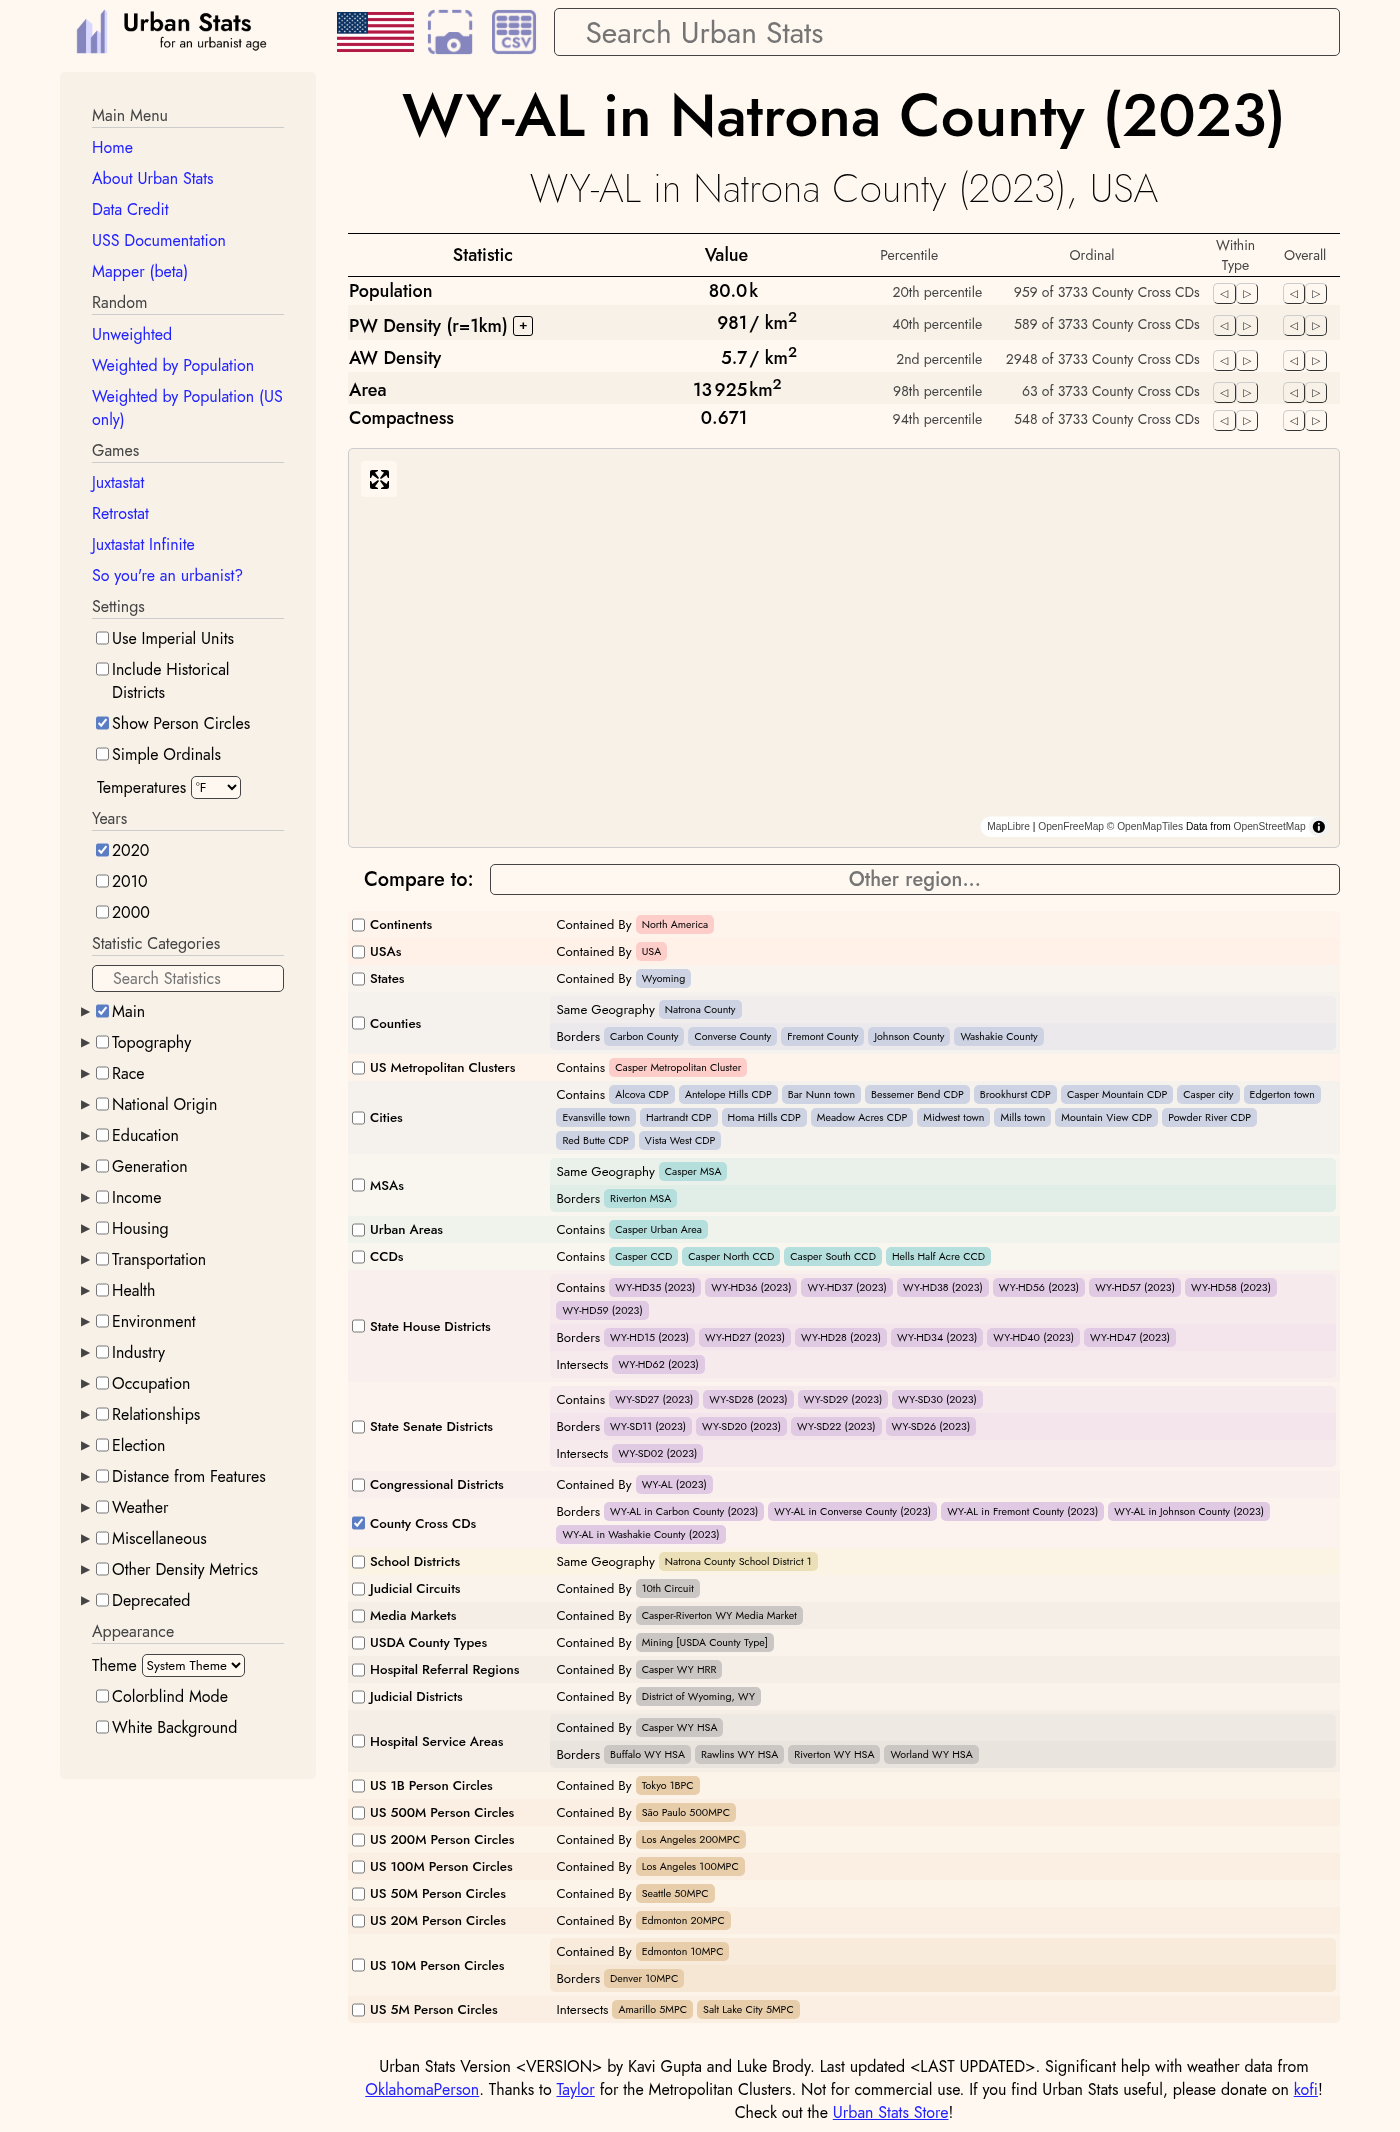 Urban Stats
for an urbanist age
CSV
Search Urban Stats
Main Menu
Home
About Urban Stats
Data Credit
USS Documentation
Mapper (beta)
Random
Unweighted
Weighted by Population
Weighted by Population (US
only)
Games
Juxtastat
Retrostat
Juxtastat Infinite
So you're an urbanist?
Settings
Use Imperial Units
Include Historical
Districts
Show Person Circles
Simple Ordinals
Temperatures °F
Years
2020
2010
2000
Statistic Categories
Search Statistics
Main
Topography
Race
National Origin
Education
Generation
Income
Housing
Transportation
Health
Environment
Industry
Occupation
Relationships
Election
Distance from Features
Weather
Miscellaneous
Other Density Metrics
Deprecated
Appearance
Theme System Theme
Colorblind Mode
White Background
WY-AL in Natrona County (2023)
WY-AL in Natrona County (2023), USA
Statistic Value Percentile Ordinal Within Type Overall
Population 80.0 k 20th percentile 959 of 3733 County Cross CDs
PW Density (r=1km) + 981 / km² 40th percentile 589 of 3733 County Cross CDs
AW Density 5.7 / km² 2nd percentile 2948 of 3733 County Cross CDs
Area 13 925 km² 98th percentile 63 of 3733 County Cross CDs
Compactness 0.671 94th percentile 548 of 3733 County Cross CDs
MapLibre | OpenFreeMap © OpenMapTiles Data from OpenStreetMap
Compare to: Other region...
Continents Contained By North America
USAs Contained By USA
States Contained By Wyoming
Counties
Same Geography Natrona County
Borders Carbon County Converse County Fremont County Johnson County Washakie County
US Metropolitan Clusters Contains Casper Metropolitan Cluster
Cities
Contains Alcova CDP Antelope Hills CDP Bar Nunn town Bessemer Bend CDP Brookhurst CDP Casper Mountain CDP Casper city Edgerton town
Evansville town Hartrandt CDP Homa Hills CDP Meadow Acres CDP Midwest town Mills town Mountain View CDP Powder River CDP
Red Butte CDP Vista West CDP
MSAs
Same Geography Casper MSA
Borders Riverton MSA
Urban Areas Contains Casper Urban Area
CCDs Contains Casper CCD Casper North CCD Casper South CCD Hells Half Acre CCD
State House Districts
Contains WY-HD35 (2023) WY-HD36 (2023) WY-HD37 (2023) WY-HD38 (2023) WY-HD56 (2023) WY-HD57 (2023) WY-HD58 (2023)
WY-HD59 (2023)
Borders WY-HD15 (2023) WY-HD27 (2023) WY-HD28 (2023) WY-HD34 (2023) WY-HD40 (2023) WY-HD47 (2023)
Intersects WY-HD62 (2023)
State Senate Districts
Contains WY-SD27 (2023) WY-SD28 (2023) WY-SD29 (2023) WY-SD30 (2023)
Borders WY-SD11 (2023) WY-SD20 (2023) WY-SD22 (2023) WY-SD26 (2023)
Intersects WY-SD02 (2023)
Congressional Districts Contained By WY-AL (2023)
County Cross CDs
Borders WY-AL in Carbon County (2023) WY-AL in Converse County (2023) WY-AL in Fremont County (2023) WY-AL in Johnson County (2023)
WY-AL in Washakie County (2023)
School Districts Same Geography Natrona County School District 1
Judicial Circuits Contained By 10th Circuit
Media Markets Contained By Casper-Riverton WY Media Market
USDA County Types Contained By Mining [USDA County Type]
Hospital Referral Regions Contained By Casper WY HRR
Judicial Districts Contained By District of Wyoming, WY
Hospital Service Areas
Contained By Casper WY HSA
Borders Buffalo WY HSA Rawlins WY HSA Riverton WY HSA Worland WY HSA
US 1B Person Circles Contained By Tokyo 1BPC
US 500M Person Circles Contained By São Paulo 500MPC
US 200M Person Circles Contained By Los Angeles 200MPC
US 100M Person Circles Contained By Los Angeles 100MPC
US 50M Person Circles Contained By Seattle 50MPC
US 20M Person Circles Contained By Edmonton 20MPC
US 10M Person Circles
Contained By Edmonton 10MPC
Borders Denver 10MPC
US 5M Person Circles Intersects Amarillo 5MPC Salt Lake City 5MPC
Urban Stats Version <VERSION> by Kavi Gupta and Luke Brody. Last updated <LAST UPDATED>. Significant help with weather data from
OklahomaPerson. Thanks to Taylor for the Metropolitan Clusters. Not for commercial use. If you find Urban Stats useful, please donate on kofi!
Check out the Urban Stats Store!